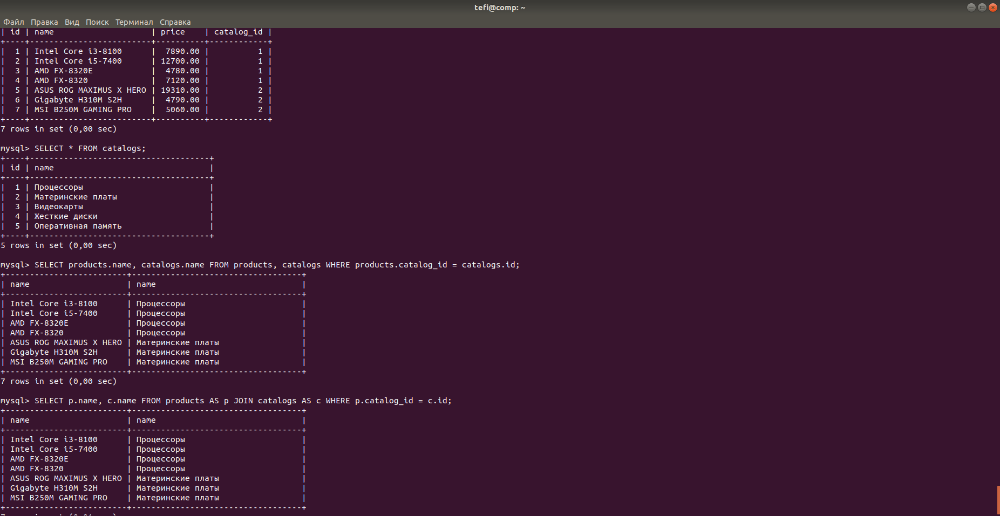 tefi@comp: ~
Файл Правка Вид Поиск Терминал Справка
| id | name                    | price    | catalog_id |
+----+-------------------------+----------+------------+
|  1 | Intel Core i3-8100      |  7890.00 |          1 |
|  2 | Intel Core i5-7400      | 12700.00 |          1 |
|  3 | AMD FX-8320E            |  4780.00 |          1 |
|  4 | AMD FX-8320             |  7120.00 |          1 |
|  5 | ASUS ROG MAXIMUS X HERO | 19310.00 |          2 |
|  6 | Gigabyte H310M S2H      |  4790.00 |          2 |
|  7 | MSI B250M GAMING PRO    |  5060.00 |          2 |
+----+-------------------------+----------+------------+
7 rows in set (0,00 sec)
mysql> SELECT * FROM catalogs;
+----+-------------------------------------+
| id | name                                |
+----+-------------------------------------+
|  1 | Процессоры                          |
|  2 | Материнские платы                   |
|  3 | Видеокарты                          |
|  4 | Жесткие диски                       |
|  5 | Оперативная память                  |
+----+-------------------------------------+
5 rows in set (0,00 sec)
mysql> SELECT products.name, catalogs.name FROM products, catalogs WHERE products.catalog_id = catalogs.id;
+-------------------------+-----------------------------------+
| name                    | name                              |
+-------------------------+-----------------------------------+
| Intel Core i3-8100      | Процессоры                        |
| Intel Core i5-7400      | Процессоры                        |
| AMD FX-8320E            | Процессоры                        |
| AMD FX-8320             | Процессоры                        |
| ASUS ROG MAXIMUS X HERO | Материнские платы                 |
| Gigabyte H310M S2H      | Материнские платы                 |
| MSI B250M GAMING PRO    | Материнские платы                 |
+-------------------------+-----------------------------------+
7 rows in set (0,00 sec)
mysql> SELECT p.name, c.name FROM products AS p JOIN catalogs AS c WHERE p.catalog_id = c.id;
+-------------------------+-----------------------------------+
| name                    | name                              |
+-------------------------+-----------------------------------+
| Intel Core i3-8100      | Процессоры                        |
| Intel Core i5-7400      | Процессоры                        |
| AMD FX-8320E            | Процессоры                        |
| AMD FX-8320             | Процессоры                        |
| ASUS ROG MAXIMUS X HERO | Материнские платы                 |
| Gigabyte H310M S2H      | Материнские платы                 |
| MSI B250M GAMING PRO    | Материнские платы                 |
+-------------------------+-----------------------------------+